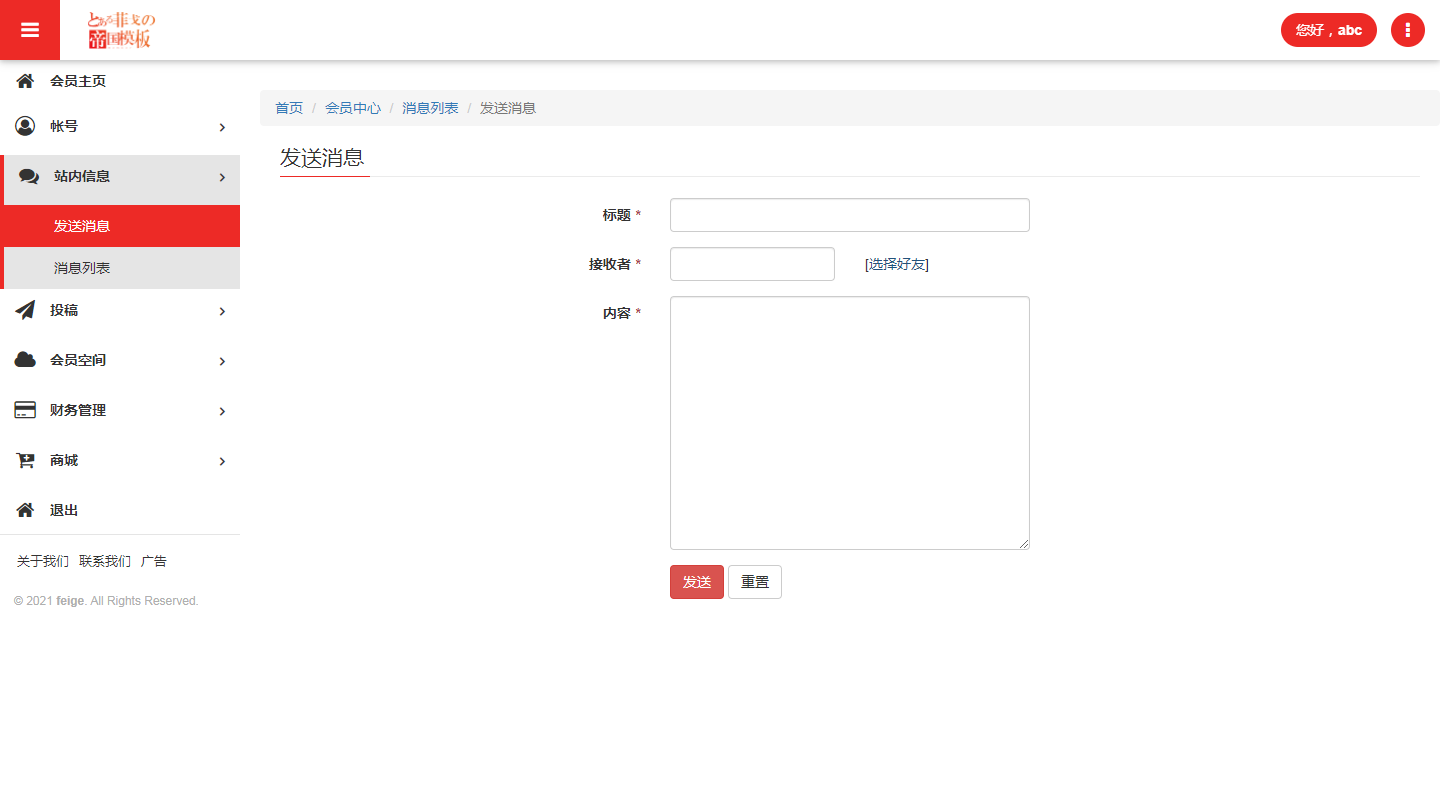 とある菲戈の
帝国模板
您好，abc
会员主页
帐号
站内信息
发送消息
消息列表
投稿
会员空间
财务管理
商城
退出
关于我们 联系我们 广告
© 2021 feige. All Rights Reserved.
首页 / 会员中心 / 消息列表 / 发送消息
发送消息
标题 *
接收者 * [选择好友]
内容 *
发送 重置